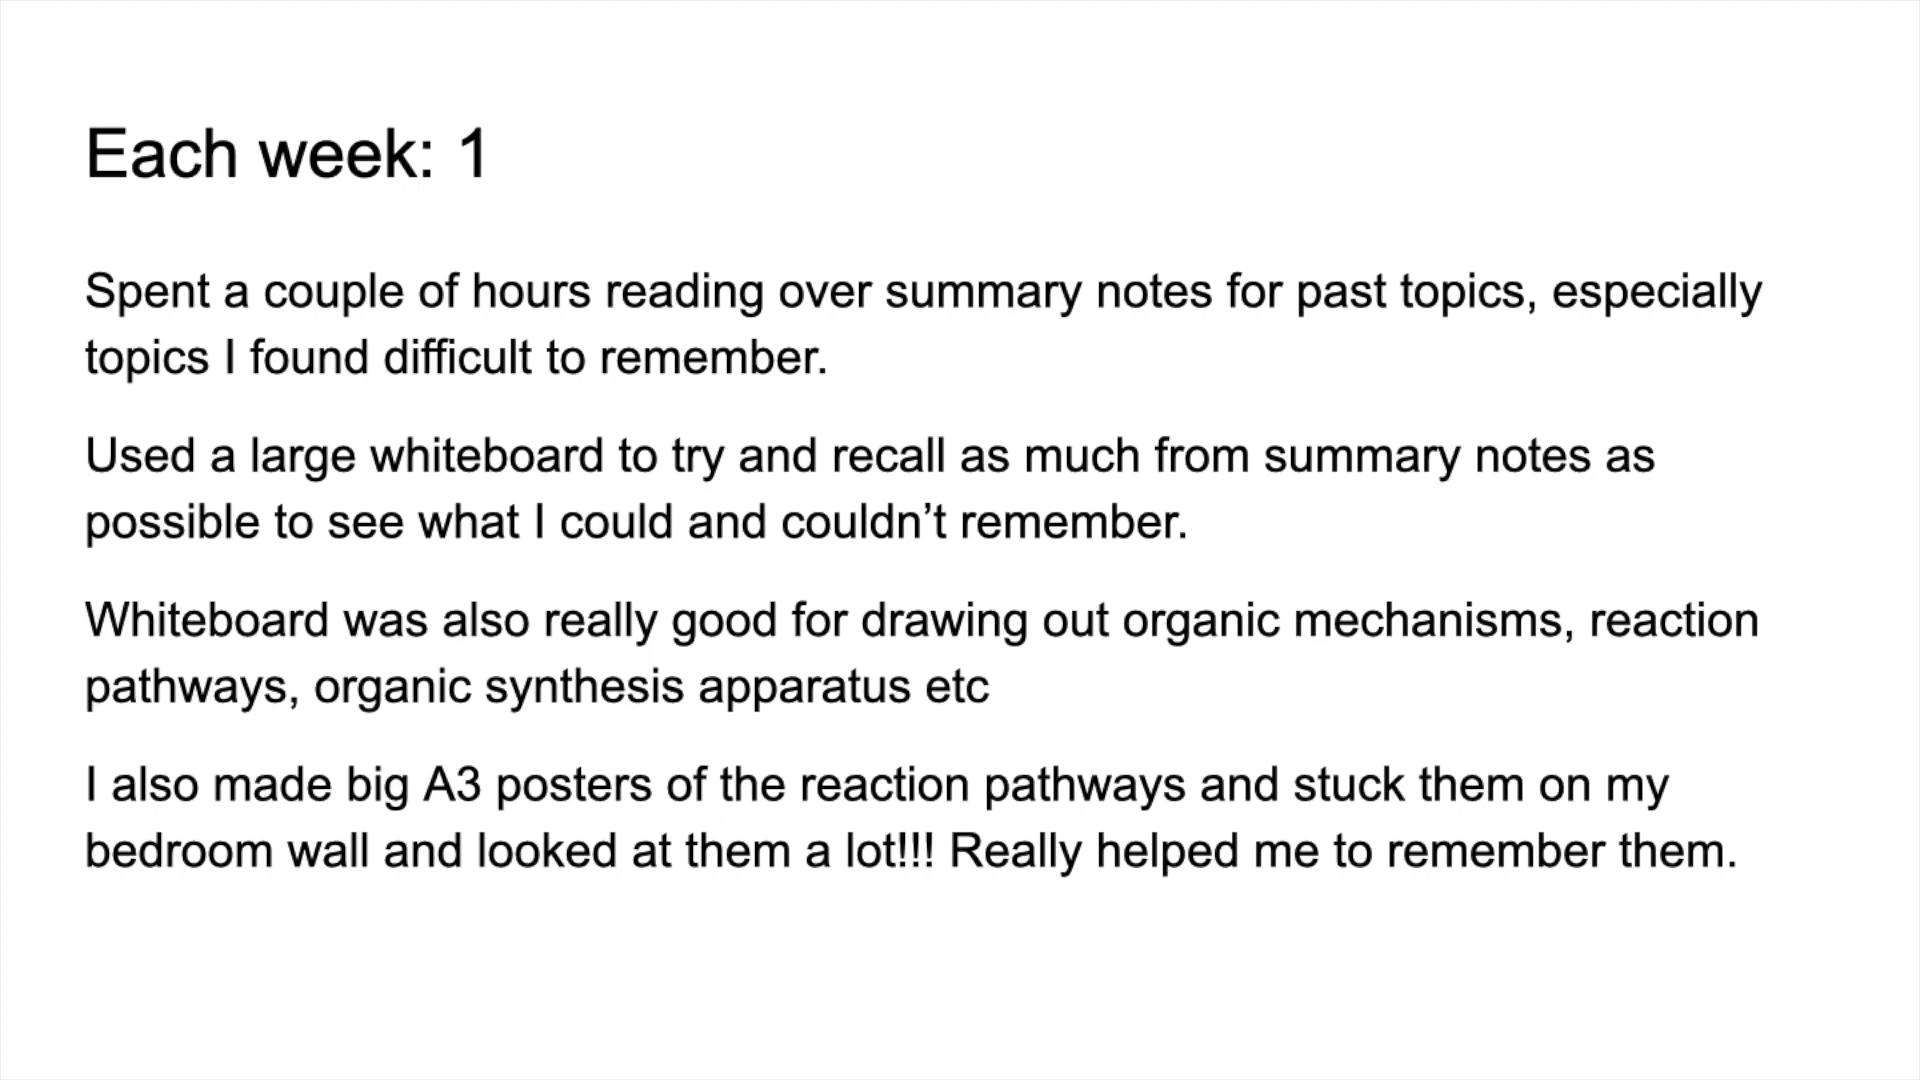 Each week: 1
Spent a couple of hours reading over summary notes for past topics, especially
topics I found difficult to remember.
Used a large whiteboard to try and recall as much from summary notes as
possible to see what I could and couldn’t remember.
Whiteboard was also really good for drawing out organic mechanisms, reaction
pathways, organic synthesis apparatus etc
I also made big A3 posters of the reaction pathways and stuck them on my
bedroom wall and looked at them a lot!!! Really helped me to remember them.